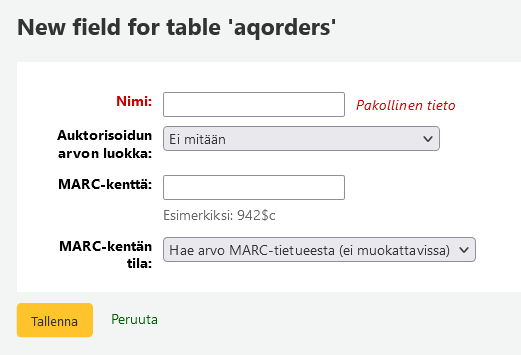 New field for table 'aqorders'
Nimi:
Pakollinen tieto
Auktorisoidun
arvon luokka:
Ei mitään
MARC-kenttä:
Esimerkiksi: 942$c
MARC-kentän
tila:
Hae arvo MARC-tietueesta (ei muokattavissa)
Tallenna
Peruuta